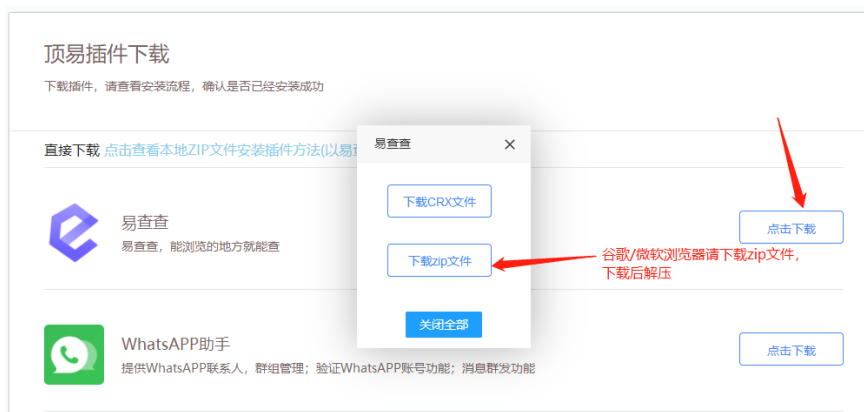 顶易插件下载
下载插件，请查看安装流程，确认是否已经安装成功
易查查
直接下载 点击查看本地ZIP文件安装插件方法(以易
下载CRX文件
易查查
点击下载
易查查，能浏览的地方就能查
下载zip文件
谷歌/微软浏览器请下载zip文件，
下载后解压
关闭全部
WhatsAPP助手
点击下载
提供WhatsAPP联系人，群组管理；验证WhatsAPP账号功能；消息群发功能